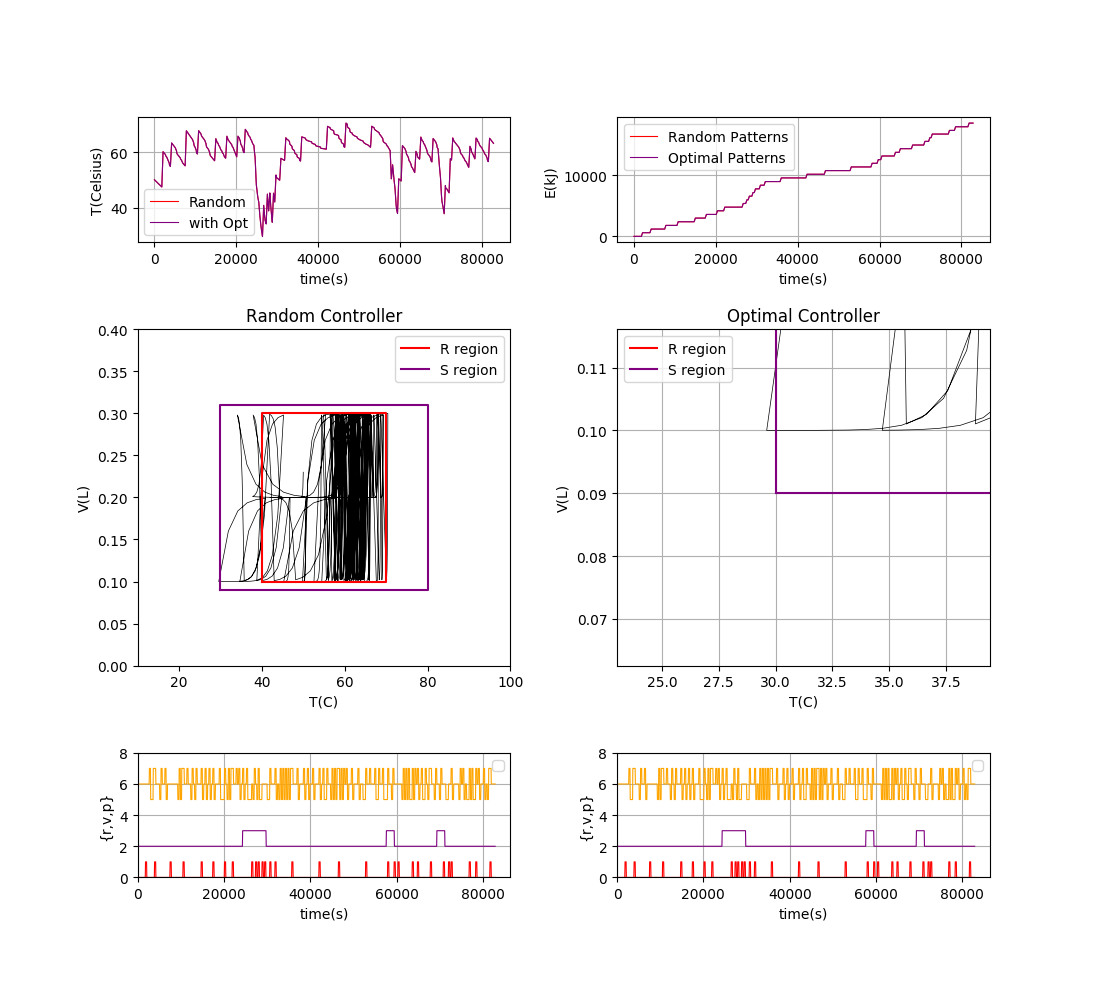 60
40
T(Celsius)
Random
with Opt
0
20000
40000
60000
80000
time(s)
10000
0
E(kj)
Random Patterns
Optimal Patterns
0
20000
40000
60000
80000
time(s)
Random Controller
0.40
0.35
0.30
0.25
0.20
0.15
0.10
0.05
0.00
V(L)
R region
S region
20
40
60
80
100
T(C)
Optimal Controller
0.11
0.10
0.09
0.08
0.07
V(L)
R region
S region
25.0
27.5
30.0
32.5
35.0
37.5
T(C)
8
6
4
2
0
{r,v,p}
0
20000
40000
60000
80000
time(s)
8
6
4
2
0
{r,v,p}
0
20000
40000
60000
80000
time(s)